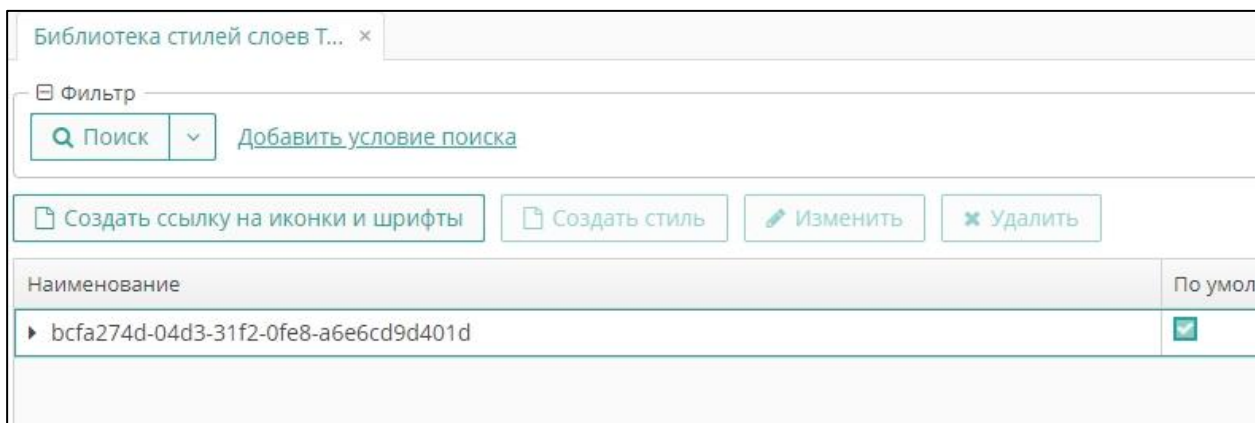 Библиотека стилей слоев Т...
Фильтр
Поиск Добавить условие поиска
Создать ссылку на иконки и шрифты Создать стиль Изменить Удалить
Наименование По умол
bcfa274d-04d3-31f2-0fe8-a6e6cd9d401d